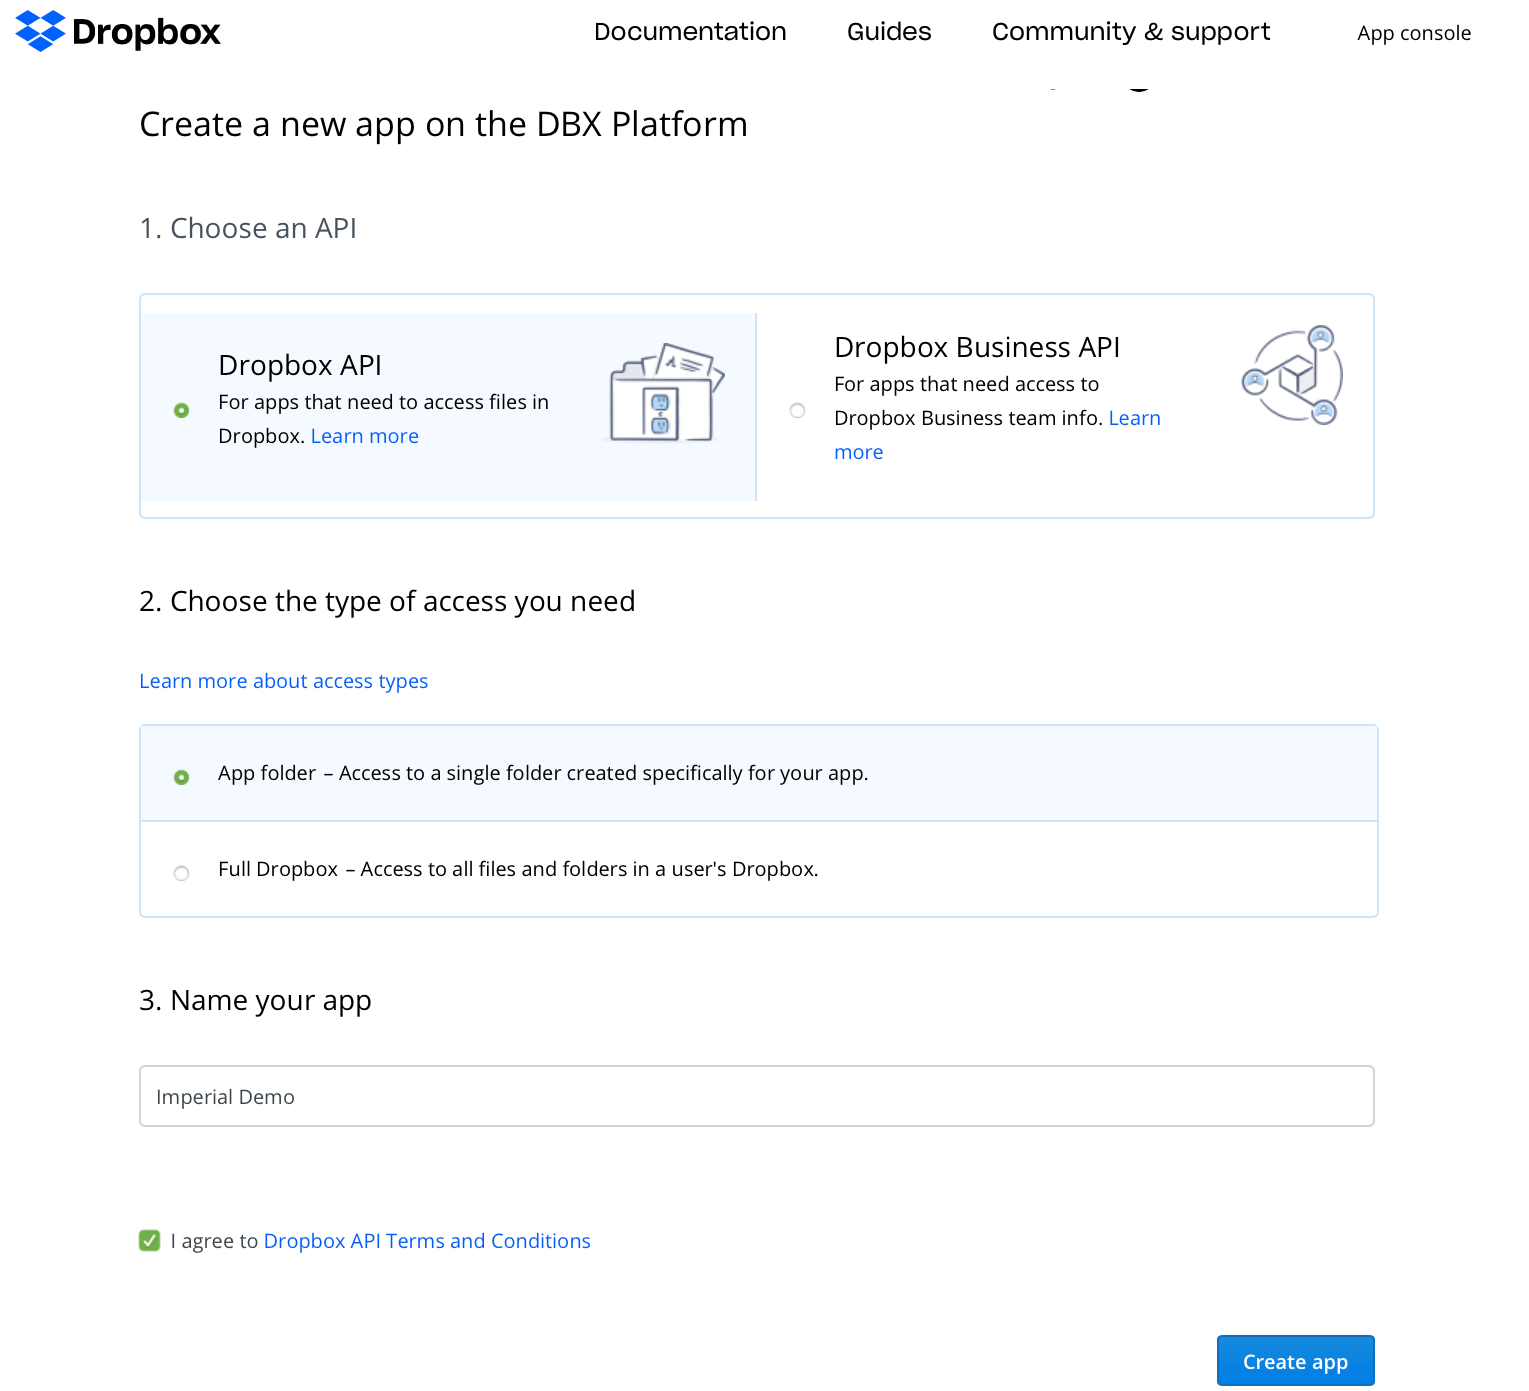 Dropbox
Documentation
Guides
Community & support
App console
Create a new app on the DBX Platform
1. Choose an API
Dropbox API
For apps that need to access files in
Dropbox. Learn more
Dropbox Business API
For apps that need access to
Dropbox Business team info. Learn
more
2. Choose the type of access you need
Learn more about access types
App folder – Access to a single folder created specifically for your app.
Full Dropbox – Access to all files and folders in a user's Dropbox.
3. Name your app
Imperial Demo
I agree to Dropbox API Terms and Conditions
Create app